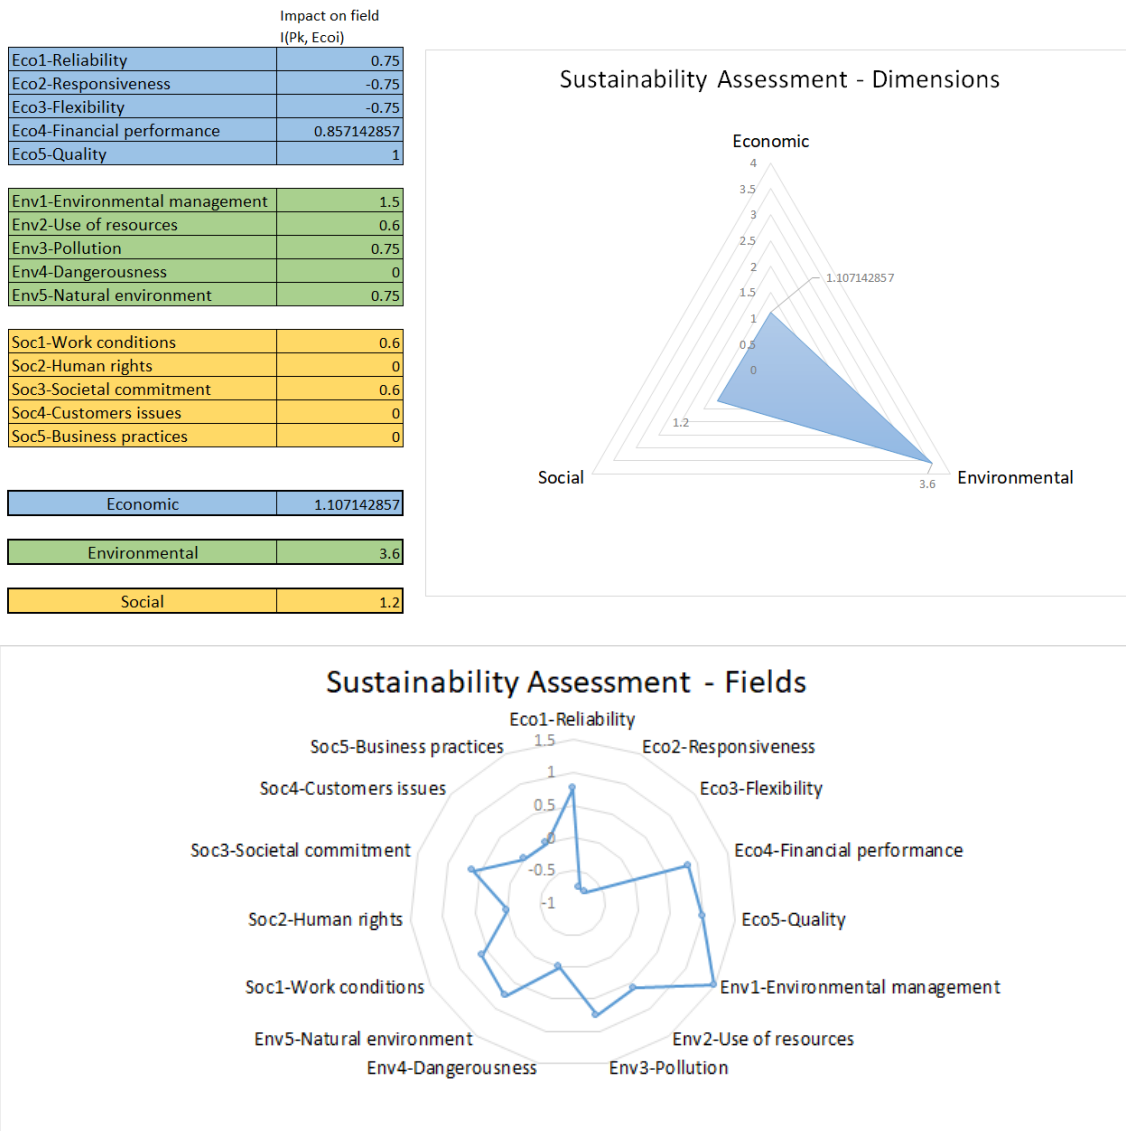 Impact on field
I(Pk, Ecoi)
Eco1-Reliability 0.75
Eco2-Responsiveness -0.75
Eco3-Flexibility -0.75
Eco4-Financial performance 0.857142857
Eco5-Quality 1
Env1-Environmental management 1.5
Env2-Use of resources 0.6
Env3-Pollution 0.75
Env4-Dangerousness 0
Env5-Natural environment 0.75
Soc1-Work conditions 0.6
Soc2-Human rights 0
Soc3-Societal commitment 0.6
Soc4-Customers issues 0
Soc5-Business practices 0
Economic 1.107142857
Environmental 3.6
Social 1.2
Sustainability Assessment - Dimensions
Economic
4
3.5
3
2.5
2
1.5
1
0.5
0
1.107142857
1.2
Social
3.6
Environmental
Sustainability Assessment - Fields
Eco1-Reliability
Soc5-Business practices
1.5
Eco2-Responsiveness
1
Soc4-Customers issues
Eco3-Flexibility
0.5
0
Soc3-Societal commitment
Eco4-Financial performance
-0.5
-1
Soc2-Human rights
Eco5-Quality
Soc1-Work conditions
Env1-Environmental management
Env5-Natural environment
Env2-Use of resources
Env4-Dangerousness
Env3-Pollution